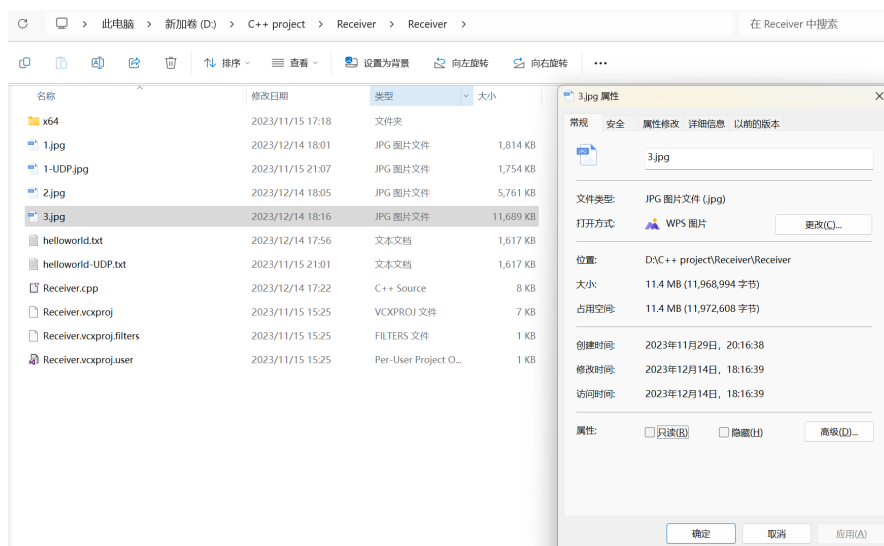 此电脑 > 新加卷 (D:) > C++ project > Receiver > Receiver > 在 Receiver 中搜索
排序 查看 设置为背景 向左旋转 向右旋转 ...
名称 修改日期 类型 大小
x64 2023/11/15 17:18 文件夹
1.jpg 2023/12/14 18:01 JPG 图片文件 1,814 KB
1-UDP.jpg 2023/11/15 21:07 JPG 图片文件 1,754 KB
2.jpg 2023/12/14 18:05 JPG 图片文件 5,761 KB
3.jpg 2023/12/14 18:16 JPG 图片文件 11,689 KB
helloworld.txt 2023/12/14 17:56 文本文档 1,617 KB
helloworld-UDP.txt 2023/11/15 21:01 文本文档 1,617 KB
Receiver.cpp 2023/12/14 17:22 C++ Source 8 KB
Receiver.vcxproj 2023/11/15 15:25 VCXPROJ 文件 7 KB
Receiver.vcxproj.filters 2023/11/15 15:25 FILTERS 文件 1 KB
Receiver.vcxproj.user 2023/11/15 15:25 Per-User Project O... 1 KB
3.jpg 属性
常规 安全 属性修改 详细信息 以前的版本
JPG
3.jpg
文件类型: JPG 图片文件 (.jpg)
打开方式: WPS 图片 更改(C)...
位置: D:\C++ project\Receiver\Receiver
大小: 11.4 MB (11,968,994 字节)
占用空间: 11.4 MB (11,972,608 字节)
创建时间: 2023年11月29日，20:16:38
修改时间: 2023年12月14日，18:16:39
访问时间: 2023年12月14日，18:16:39
属性: 只读(R) 隐藏(H) 高级(D)...
确定 取消 应用(A)